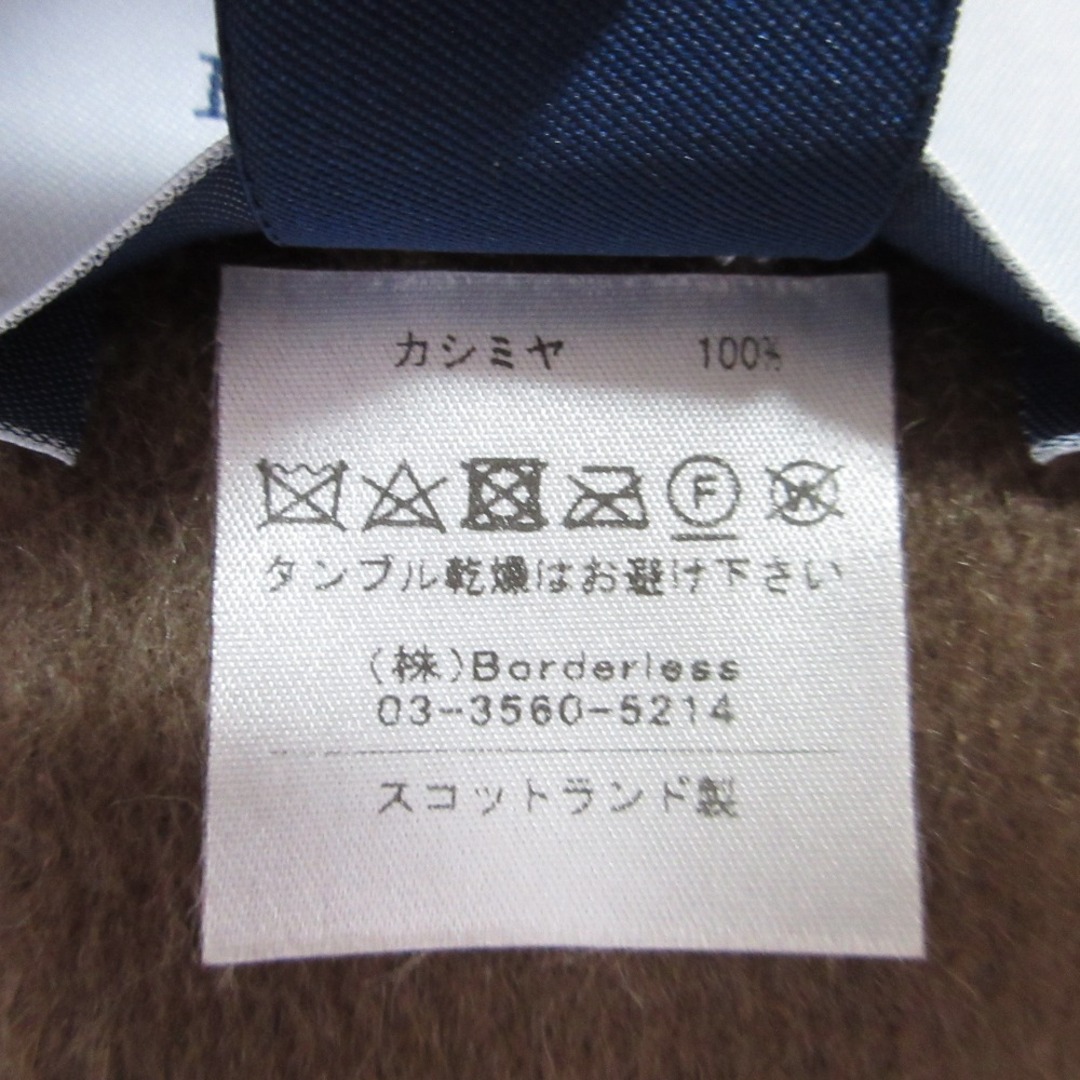 カシミヤ 100%
F
W
タンブル乾燥はお避け下さい
(株)Borderless
03-3560-5214
スコットランド製